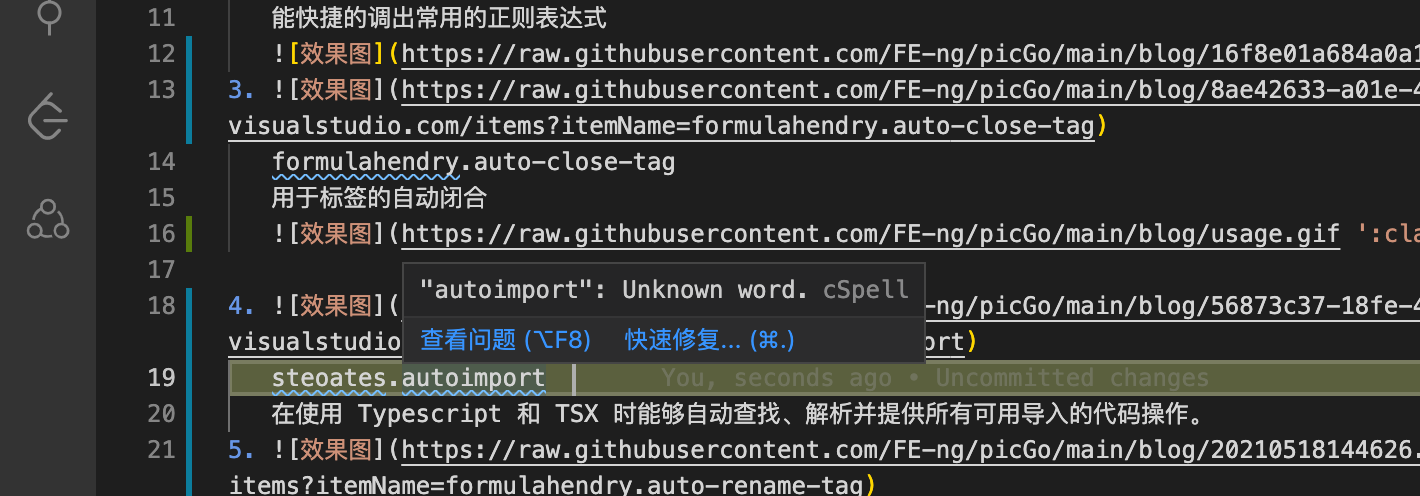 11 能快捷的调出常用的正则表达式
12 ![效果图](https://raw.githubusercontent.com/FE-ng/picGo/main/blog/16f8e01a684a0a1
13 3. ![效果图](https://raw.githubusercontent.com/FE-ng/picGo/main/blog/8ae42633-a01e-4
visualstudio.com/items?itemName=formulahendry.auto-close-tag)
14 formulahendry.auto-close-tag
15 用于标签的自动闭合
16 ![效果图](https://raw.githubusercontent.com/FE-ng/picGo/main/blog/usage.gif ':cla
17
"autoimport": Unknown word. cSpell
18 4. ![效果图]( -ng/picGo/main/blog/56873c37-18fe-4
查看问题 (⌥F8) 快速修复... (⌘.)
visualstudio ort)
19 steoates.autoimport You, seconds ago • Uncommitted changes
20 在使用 Typescript 和 TSX 时能够自动查找、解析并提供所有可用导入的代码操作。
21 5. ![效果图](https://raw.githubusercontent.com/FE-ng/picGo/main/blog/20210518144626.
items?itemName=formulahendry.auto-rename-tag)